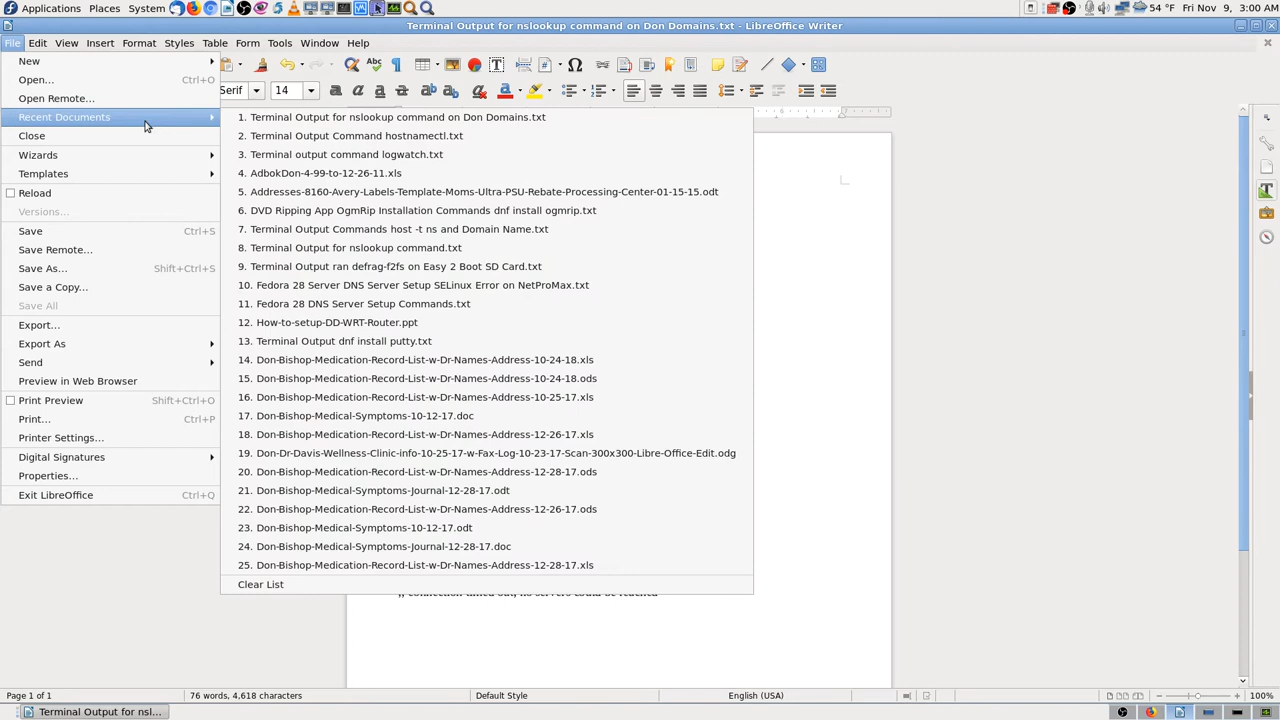 Applications Places System 54 °F Fri Nov 9, 3:00 AM
Terminal Output for nslookup command on Don Domains.txt - LibreOffice Writer
File Edit View Insert Format Styles Table Form Tools Window Help
New
Open... Ctrl+O
Open Remote...
Recent Documents
Close
Wizards
Templates
Reload
Versions...
Save Ctrl+S
Save Remote...
Save As... Shift+Ctrl+S
Save a Copy...
Save All
Export...
Export As
Send
Preview in Web Browser
Print Preview Shift+Ctrl+O
Print... Ctrl+P
Printer Settings...
Digital Signatures
Properties...
Exit LibreOffice Ctrl+Q
Serif 14
1. Terminal Output for nslookup command on Don Domains.txt
2. Terminal Output Command hostnamectl.txt
3. Terminal output command logwatch.txt
4. AdbokDon-4-99-to-12-26-11.xls
5. Addresses-8160-Avery-Labels-Template-Moms-Ultra-PSU-Rebate-Processing-Center-01-15-15.odt
6. DVD Ripping App OgmRip Installation Commands dnf install ogmrip.txt
7. Terminal Output Commands host -t ns and Domain Name.txt
8. Terminal Output for nslookup command.txt
9. Terminal Output ran defrag-f2fs on Easy 2 Boot SD Card.txt
10. Fedora 28 Server DNS Server Setup SELinux Error on NetProMax.txt
11. Fedora 28 DNS Server Setup Commands.txt
12. How-to-setup-DD-WRT-Router.ppt
13. Terminal Output dnf install putty.txt
14. Don-Bishop-Medication-Record-List-w-Dr-Names-Address-10-24-18.xls
15. Don-Bishop-Medication-Record-List-w-Dr-Names-Address-10-24-18.ods
16. Don-Bishop-Medication-Record-List-w-Dr-Names-Address-10-25-17.xls
17. Don-Bishop-Medical-Symptoms-10-12-17.doc
18. Don-Bishop-Medication-Record-List-w-Dr-Names-Address-12-26-17.xls
19. Don-Dr-Davis-Wellness-Clinic-info-10-25-17-w-Fax-Log-10-23-17-Scan-300x300-Libre-Office-Edit.odg
20. Don-Bishop-Medication-Record-List-w-Dr-Names-Address-12-28-17.ods
21. Don-Bishop-Medical-Symptoms-Journal-12-28-17.odt
22. Don-Bishop-Medication-Record-List-w-Dr-Names-Address-12-26-17.ods
23. Don-Bishop-Medical-Symptoms-10-12-17.odt
24. Don-Bishop-Medical-Symptoms-Journal-12-28-17.doc
25. Don-Bishop-Medication-Record-List-w-Dr-Names-Address-12-28-17.xls
Clear List
;; connection timed out; no servers could be reached
Page 1 of 1 76 words, 4,618 characters Default Style English (USA) 100%
Terminal Output for nsl...